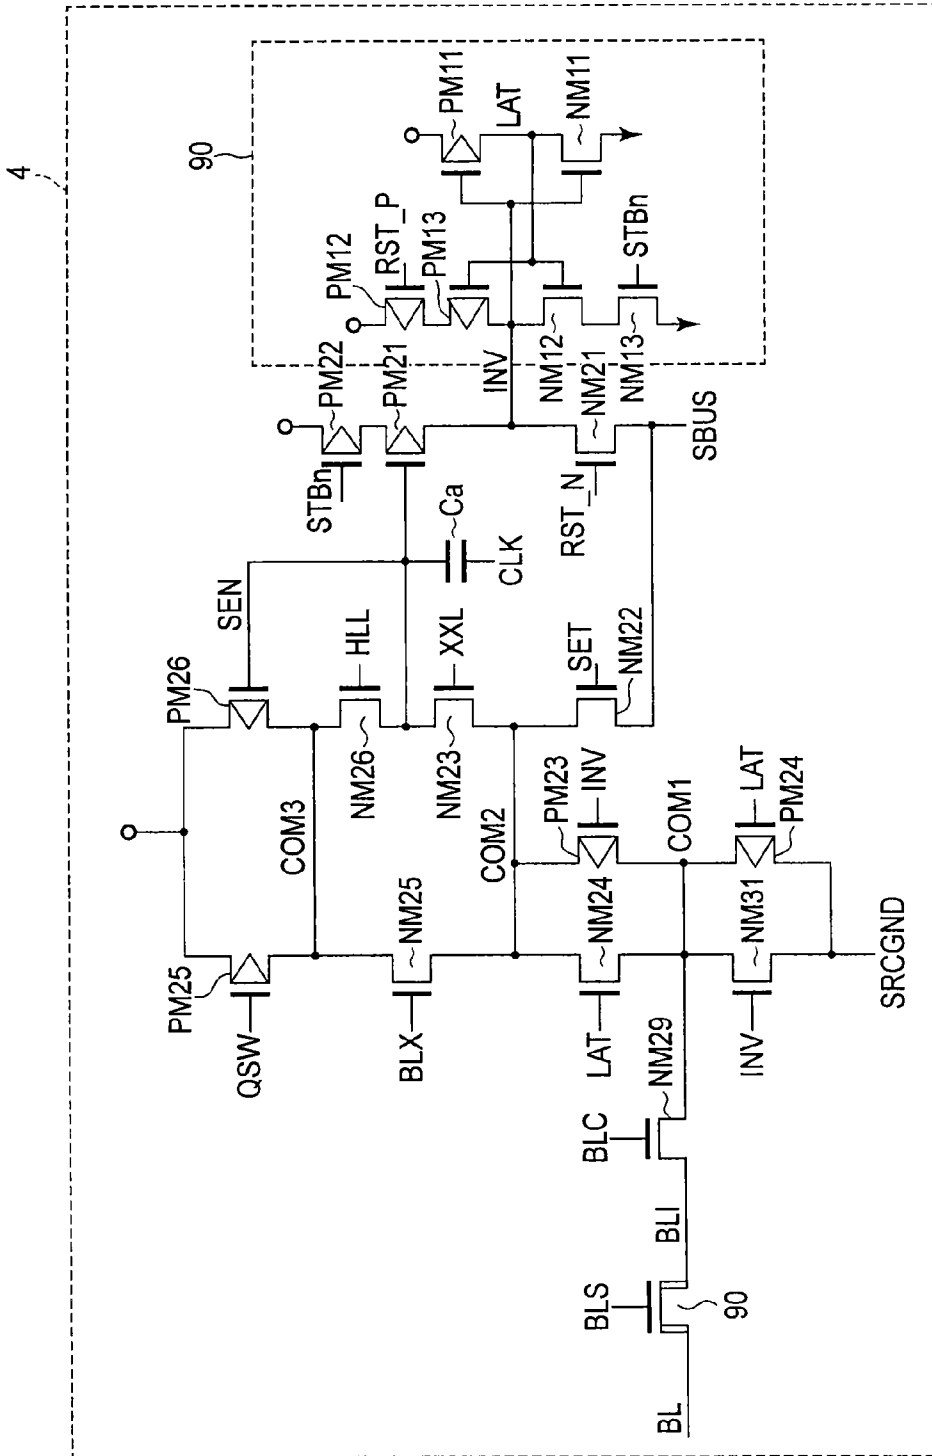 4
90
PM11
LAT
NM11
PM12
RST_P
PM13
INV
NM12
STBn
NM13
PM22
PM21
STBn
NM21
RST_N
SBUS
Ca
CLK
SEN
PM26
HLL
NM26
XXL
NM23
SET
NM22
COM3
COM2
PM23
INV
COM1
LAT
PM24
PM25
QSW
NM25
BLX
NM24
LAT
NM31
INV
SRCGND
NM29
BLC
BLI
BLS
90
BL